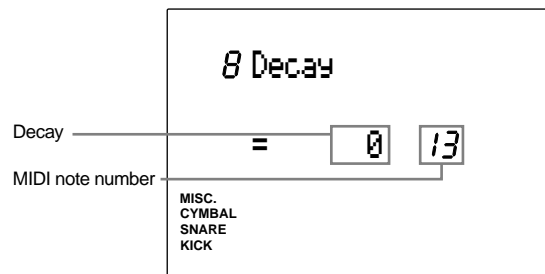 8 Decay
Decay
= 0 13
MIDI note number
MISC.
CYMBAL
SNARE
KICK